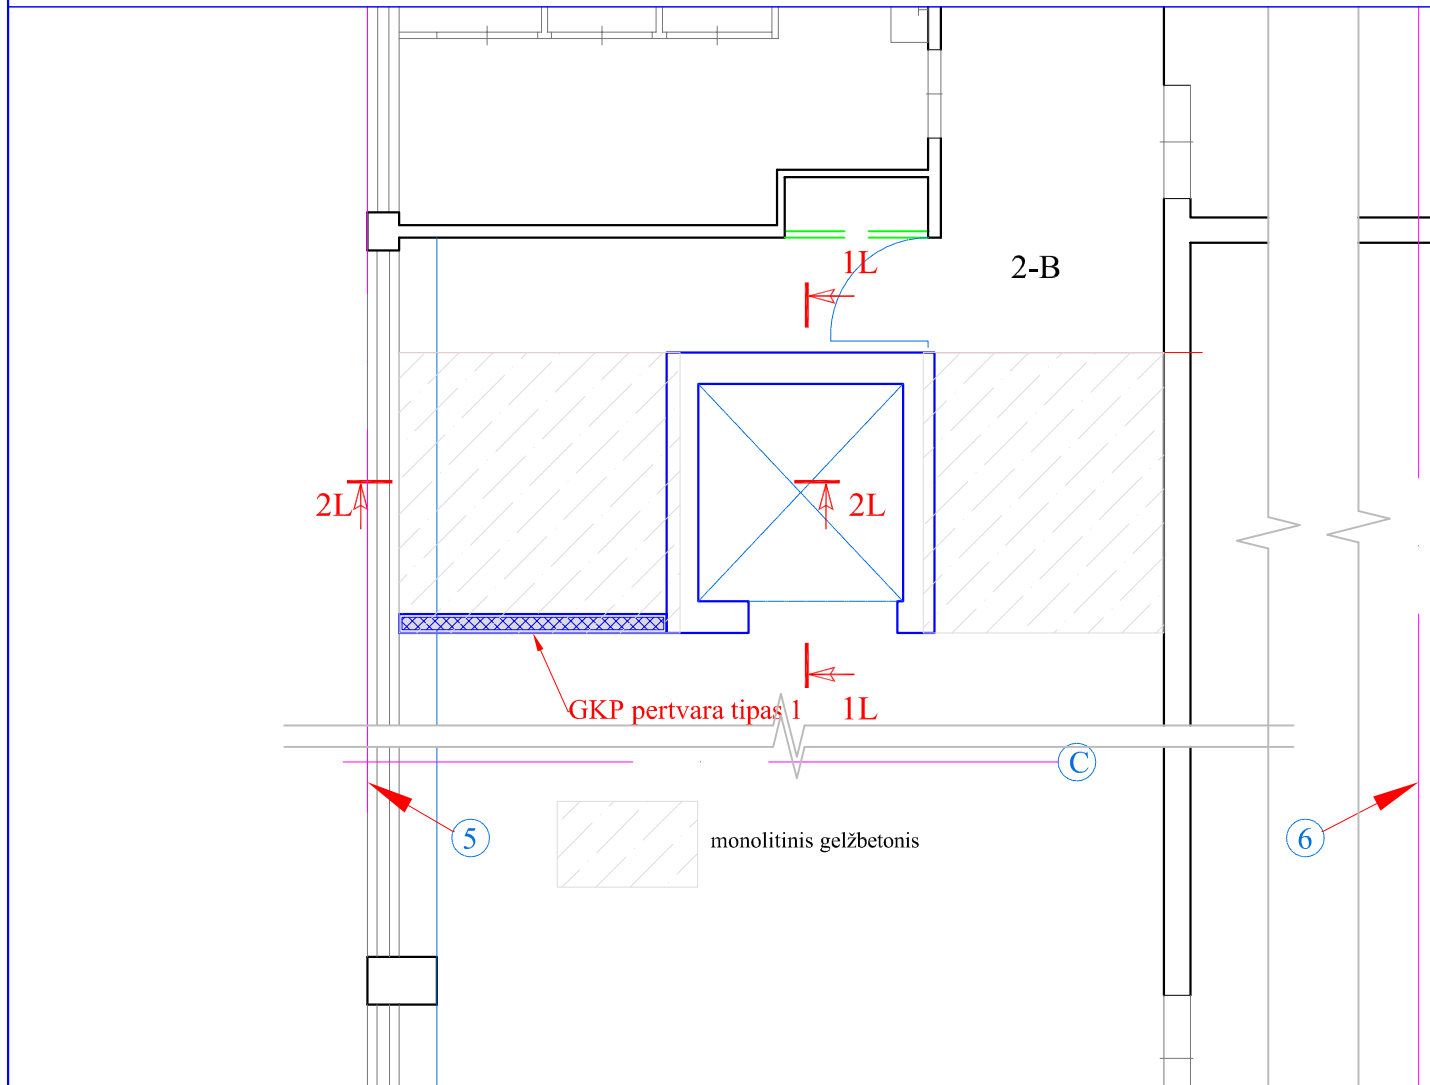 1L
2-B
2L
2L
GKP pertvara tipas 1
1L
C
5
monolitinis gelžbetonis
6